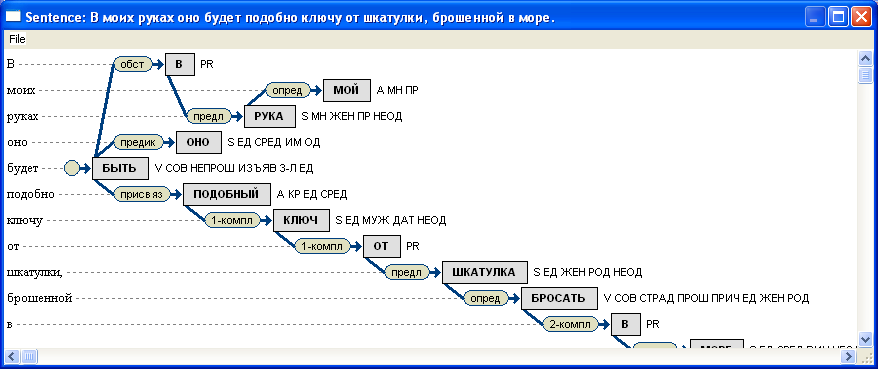 Sentence: В моих руках оно будет подобно ключу от шкатулки, брошенной в море.
File
В обст В PR
моих опред МОЙ А МН ПР
руках предл РУКА S МН ЖЕН ПР НЕОД
оно предик ОНО S ЕД СРЕД ИМ ОД
будет БЫТЬ V СОВ НЕПРОШ ИЗЪЯВ 3-Л ЕД
подобно присвяз ПОДОБНЫЙ А КР ЕД СРЕД
ключу 1-компл КЛЮЧ S ЕД МУЖ ДАТ НЕОД
от 1-компл ОТ PR
шкатулки, предл ШКАТУЛКА S ЕД ЖЕН РОД НЕОД
брошенной опред БРОСАТЬ V СОВ СТРАД ПРОШ ПРИЧ ЕД ЖЕН РОД
в 2-компл В PR
МОРЕ S ЕД СРЕД ВИН НЕОД